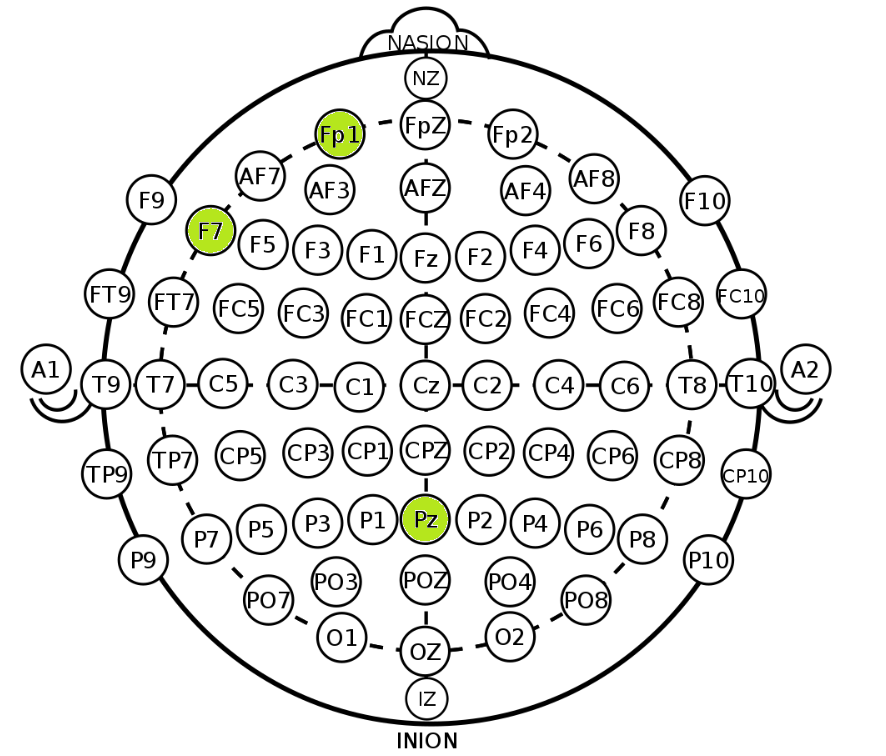 NASION
NZ
Fp1 FpZ Fp2
AF7 AF3 AFZ AF4 AF8
F9 F10
F7 F5 F3 F1 Fz F2 F4 F6 F8
FT9 FT7 FC5 FC3 FC1 FCZ FC2 FC4 FC6 FC8 FC10
A1 T9 T7 C5 C3 C1 Cz C2 C4 C6 T8 T10 A2
TP9 TP7 CP5 CP3 CP1 CPZ CP2 CP4 CP6 CP8 CP10
P7 P5 P3 P1 Pz P2 P4 P6 P8
P9 P10
PO7 PO3 POZ PO4 PO8
O1 OZ O2
IZ
INION